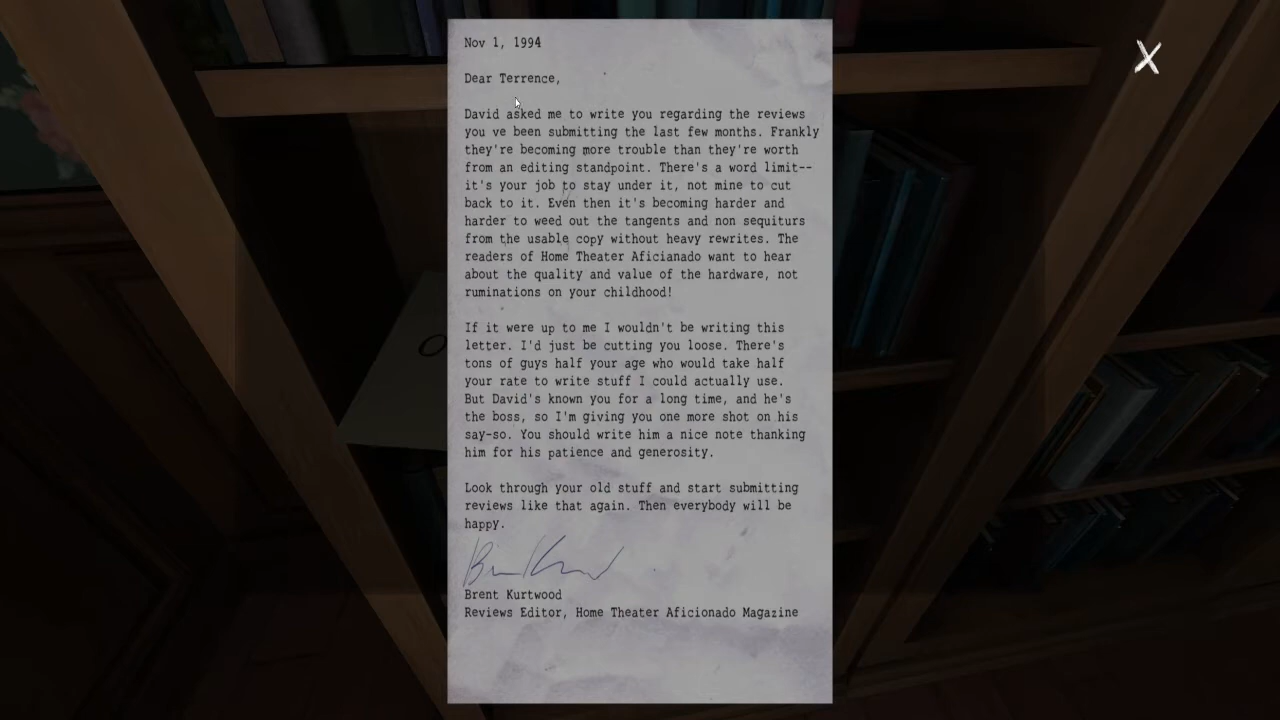 Nov 1, 1994
Dear Terrence,
David asked me to write you regarding the reviews
you ve been submitting the last few months. Frankly
they're becoming more trouble than they're worth
from an editing standpoint. There's a word limit--
it's your job to stay under it, not mine to cut
back to it. Even then it's becoming harder and
harder to weed out the tangents and non sequiturs
from the usable copy without heavy rewrites. The
readers of Home Theater Aficianado want to hear
about the quality and value of the hardware, not
ruminations on your childhood!
If it were up to me I wouldn't be writing this
letter. I'd just be cutting you loose. There's
tons of guys half your age who would take half
your rate to write stuff I could actually use.
But David's known you for a long time, and he's
the boss, so I'm giving you one more shot on his
say-so. You should write him a nice note thanking
him for his patience and generosity.
Look through your old stuff and start submitting
reviews like that again. Then everybody will be
happy.
Brent Kurtwood
Reviews Editor, Home Theater Aficionado Magazine